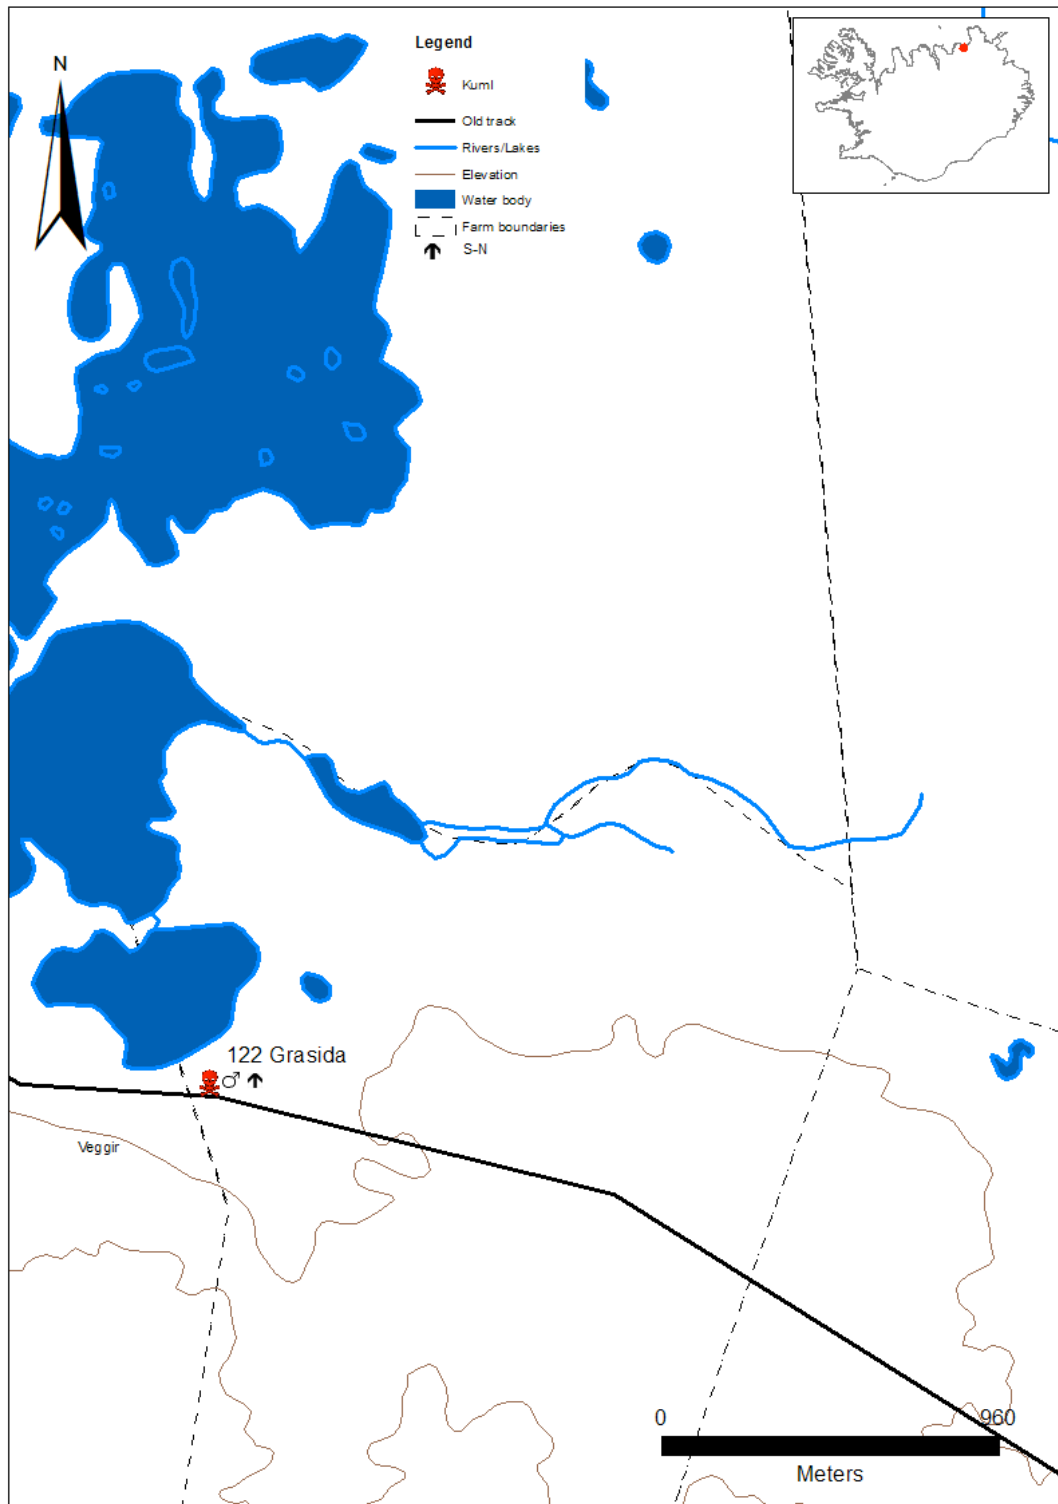 N
Legend
Kuml
Old track
Rivers/Lakes
Elevation
Water body
Farm boundaries
S-N
122 Grasida
♂
Veggir
0 960
Meters